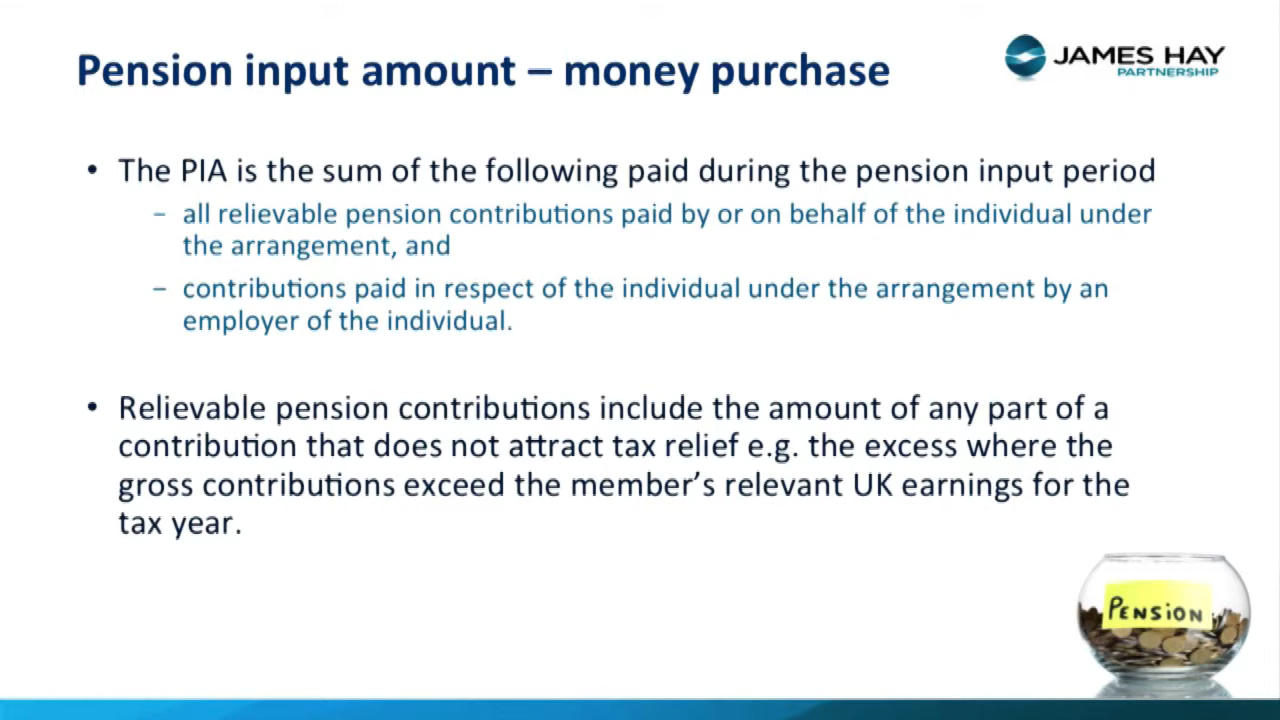 Pension input amount – money purchase
JAMES HAY
PARTNERSHIP
• The PIA is the sum of the following paid during the pension input period
– all relievable pension contributions paid by or on behalf of the individual under
the arrangement, and
– contributions paid in respect of the individual under the arrangement by an
employer of the individual.
• Relievable pension contributions include the amount of any part of a
contribution that does not attract tax relief e.g. the excess where the
gross contributions exceed the member’s relevant UK earnings for the
tax year.
PENSiON